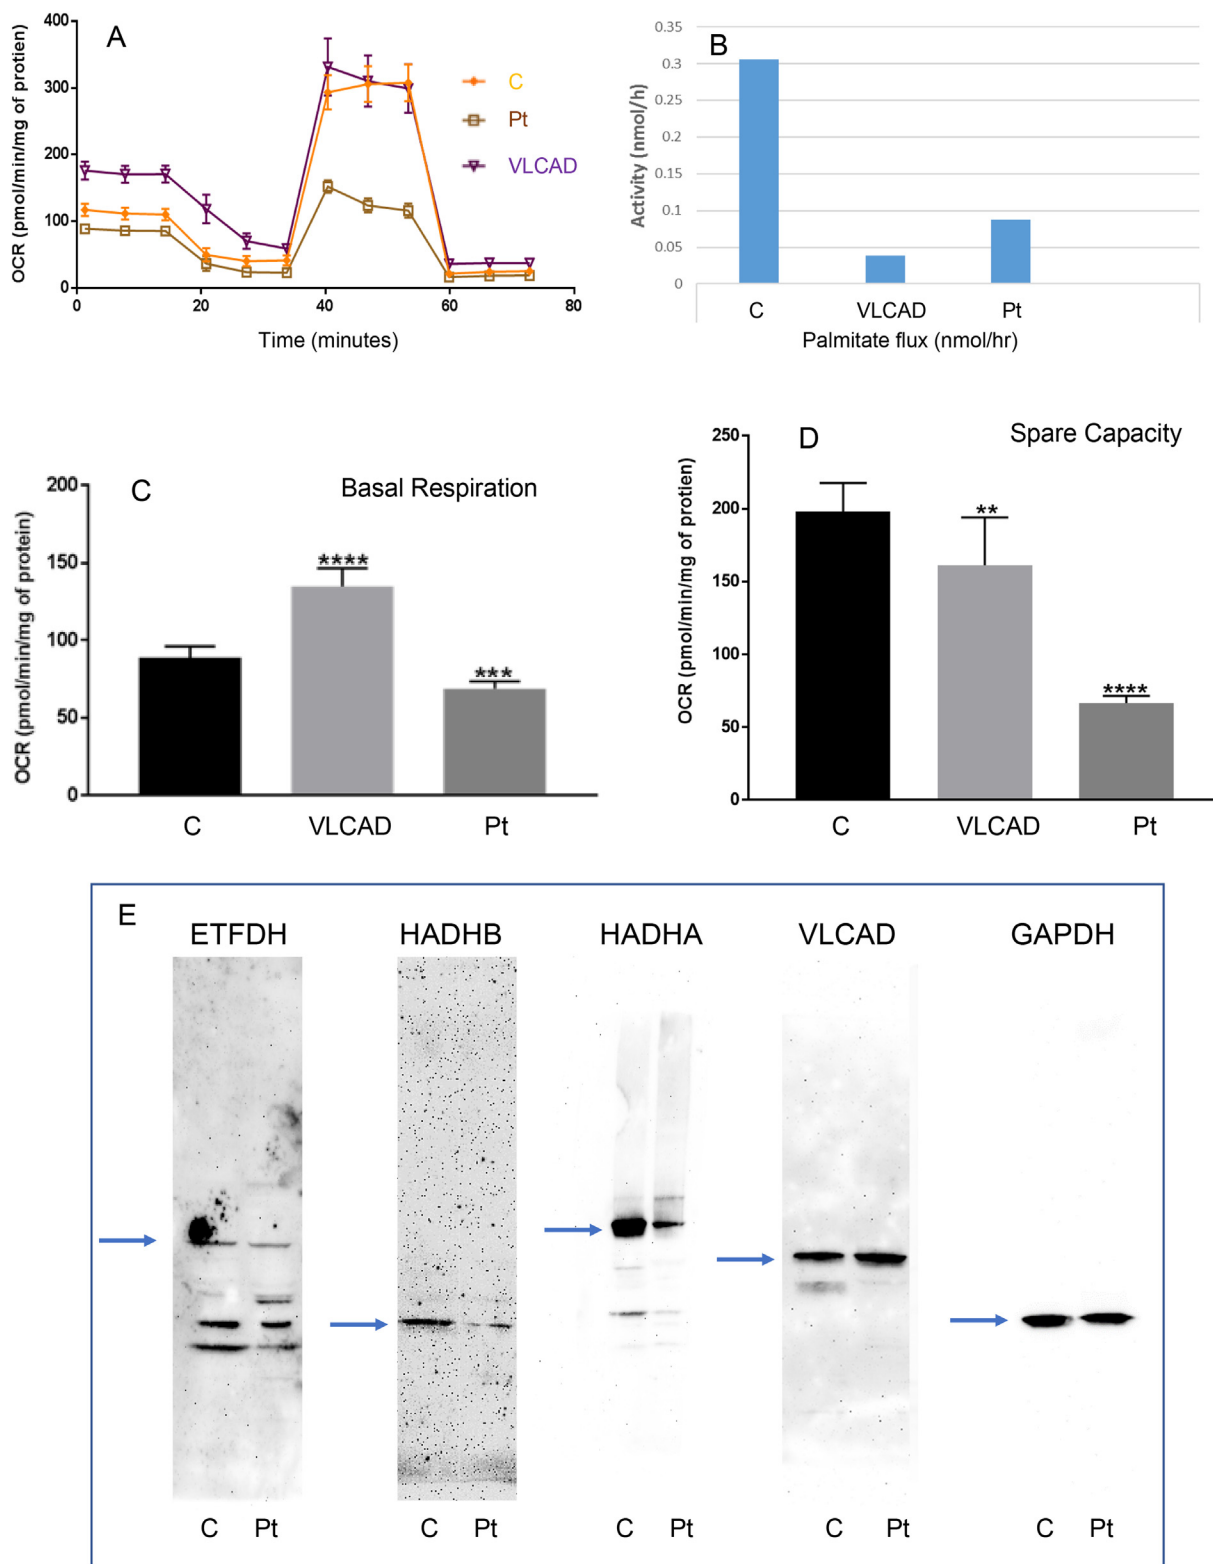 A
OCR (pmol/min/mg of protien)
400
300
200
100
0
0
20
40
60
80
Time (minutes)
C
Pt
VLCAD
B
Activity (nmol/h)
0.35
0.3
0.25
0.2
0.15
0.1
0.05
0
C
VLCAD
Pt
Palmitate flux (nmol/hr)
C
Basal Respiration
OCR (pmol/min/mg of protein)
200
150
100
50
0
****
***
C
VLCAD
Pt
D
Spare Capacity
OCR (pmol/min/mg of protien)
250
200
150
100
50
0
**
****
C
VLCAD
Pt
E
ETFDH
HADHB
HADHA
VLCAD
GAPDH
C Pt
C Pt
C Pt
C Pt
C Pt